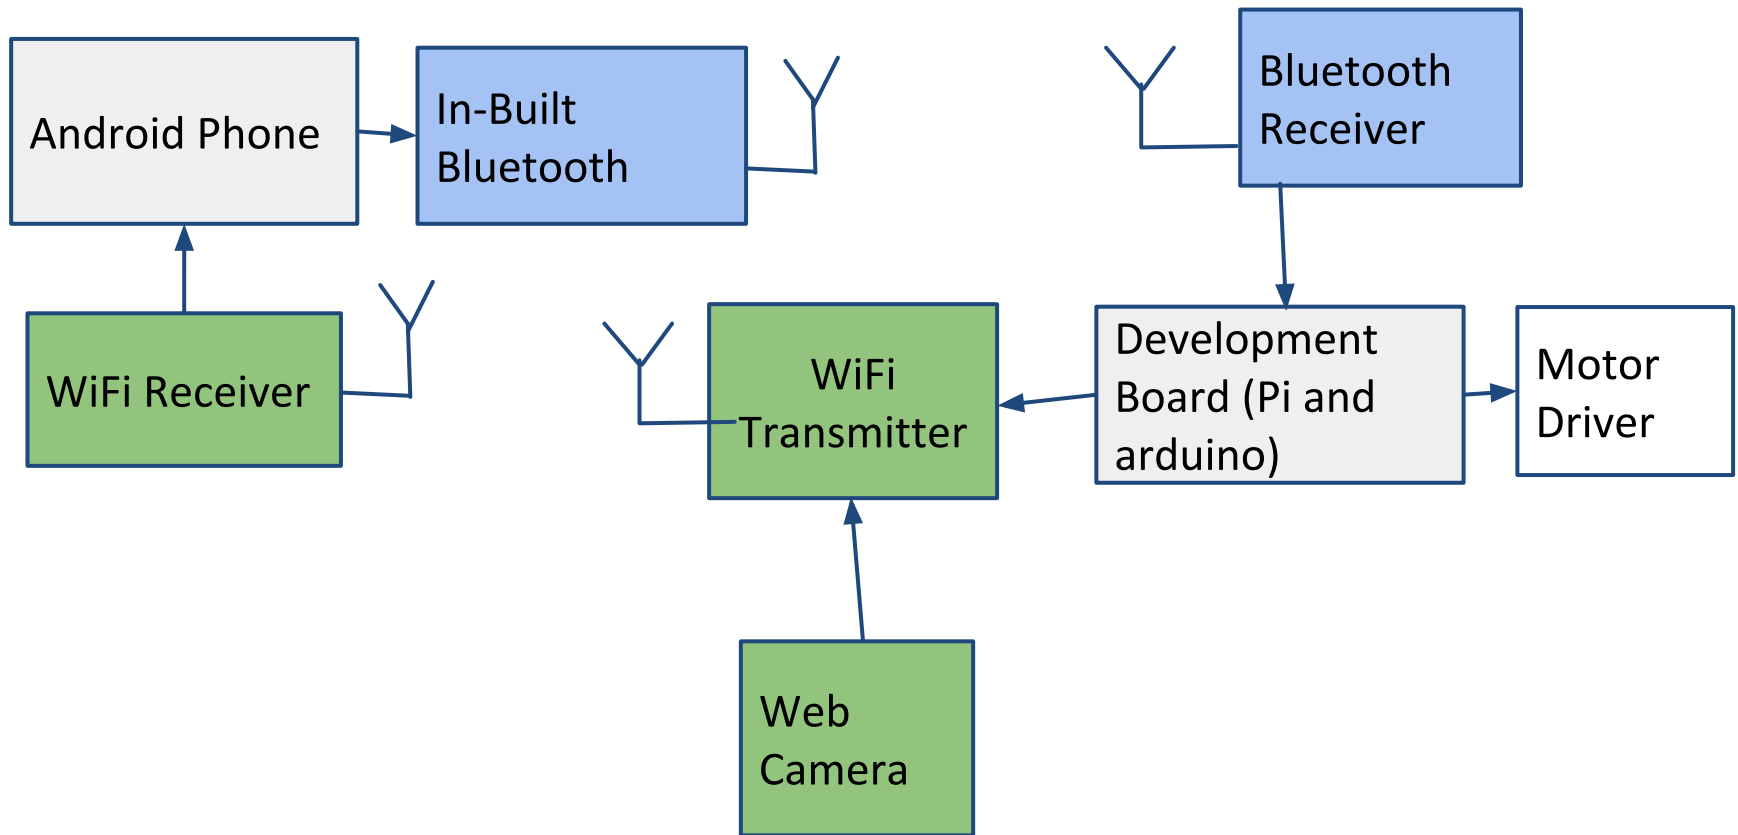 Android Phone
In-Built
Bluetooth
Bluetooth
Receiver
WiFi Receiver
WiFi
Transmitter
Development
Board (Pi and
arduino)
Motor
Driver
Web
Camera